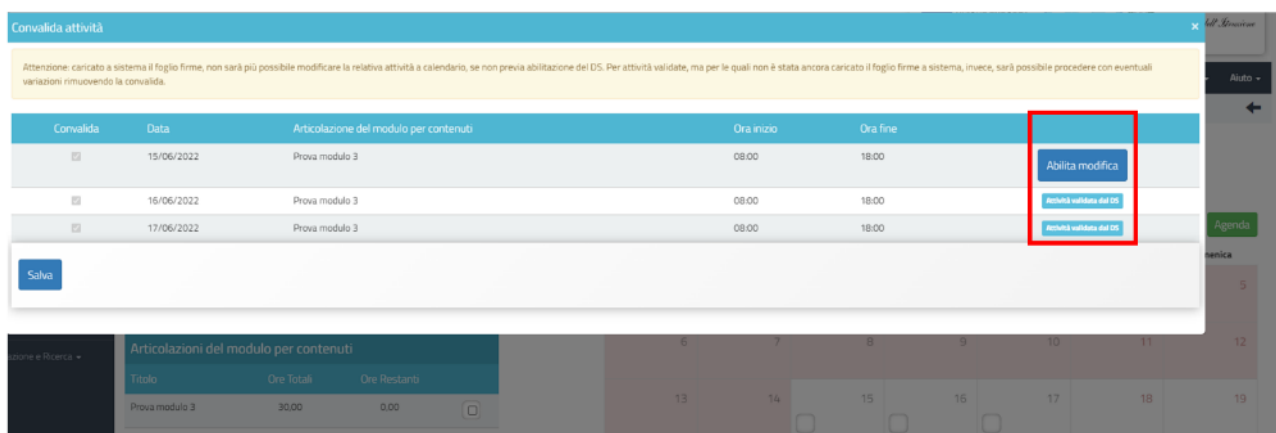 Convalida attività
×
dell'Istruzione
Attenzione: caricato a sistema il foglio firme, non sarà più possibile modificare la relativa attività a calendario, se non previa abilitazione del DS. Per attività validate, ma per le quali non è stata ancora caricato il foglio firme a sistema, invece, sarà possibile procedere con eventuali
variazioni rimuovendo la convalida.
Aiuto
Convalida Data Articolazione del modulo per contenuti Ora inizio Ora fine
15/06/2022 Prova modulo 3 08:00 18:00 Abilita modifica
16/06/2022 Prova modulo 3 08:00 18:00 Attività validata dal DS
17/06/2022 Prova modulo 3 08:00 18:00 Attività validata dal DS
Agenda
Salva
menica
5
azione e Ricerca
Articolazioni del modulo per contenuti
6 7 8 9 10 11 12
Titolo Ore Totali Ore Restanti
Prova modulo 3 30,00 0,00
13 14 15 16 17 18 19